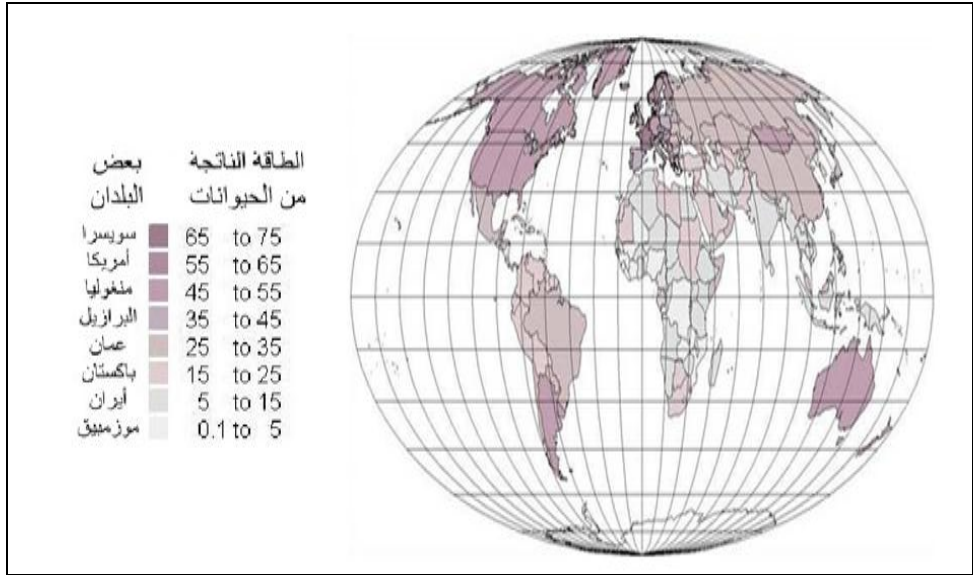 الطاقة الناتجة بعض
من الحيوانات البلدان
65 to 75 سويسرا
55 to 65 أمريكا
45 to 55 منغوليا
35 to 45 البرازيل
25 to 35 عمان
15 to 25 باكستان
5 to 15 أيران
0.1 to 5 موزمبيق